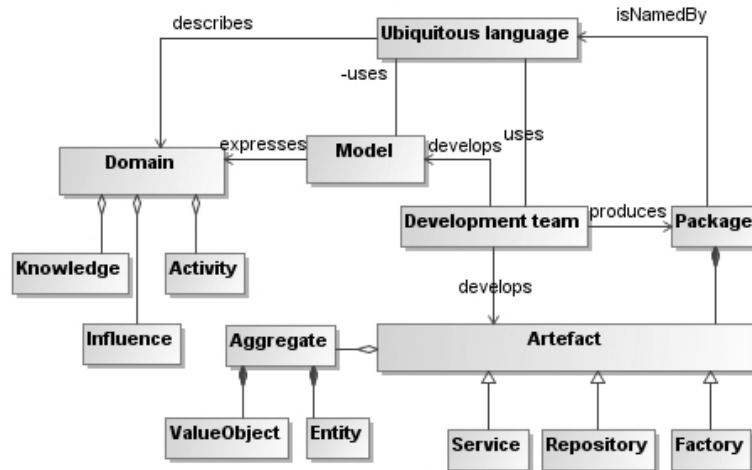 describes
Ubiquitous language
isNamedBy
-uses
Domain
expresses
Model
develops
uses
Development team
produces
Package
Knowledge
Activity
Influence
develops
Aggregate
Artefact
ValueObject
Entity
Service
Repository
Factory